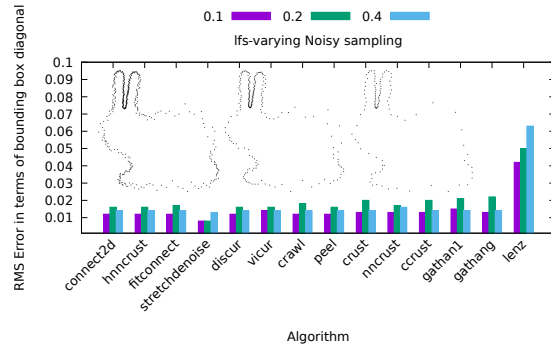 0.1 0.2 0.4
lfs-varying Noisy sampling
RMS Error in terms of bounding box diagonal
0.1
0.09
0.08
0.07
0.06
0.05
0.04
0.03
0.02
0.01
connect2d
hnncrust
fitconnect
stretchdenoise
discur
vicur
crawl
peel
crust
nncrust
ccrust
gathan1
gathang
lenz
Algorithm